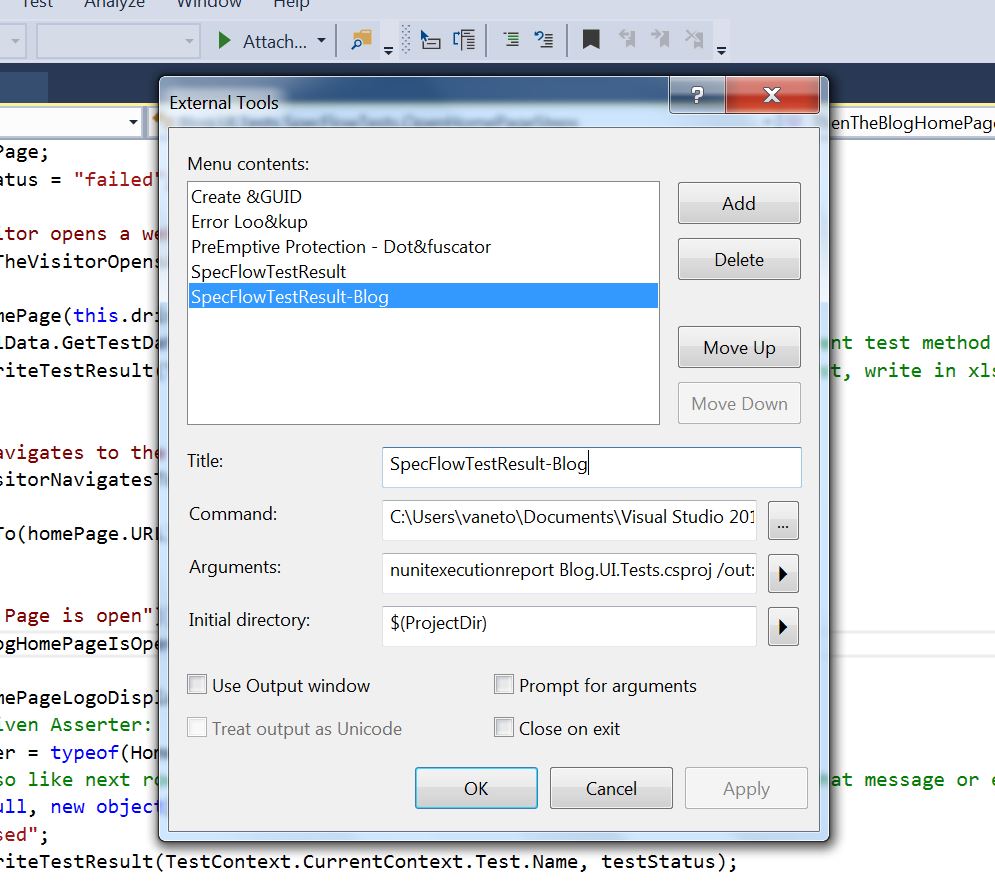 Test Analyze Window Help
Attach...
External Tools
enTheBlogHomePage
Page;
atus = "failed"
Menu contents:
Create &GUID
Error Loo&kup
PreEmptive Protection - Dot&fuscator
SpecFlowTestResult
SpecFlowTestResult-Blog
Add
Delete
Move Up
Move Down
itor opens a we
TheVisitorOpens
mePage(this.dri
lData.GetTestDa
nt test method
riteTestResult(
t, write in xls
avigates to the
sitorNavigatesT
To(homePage.URL
Page is open"]
ogHomePageIsOpe
mePageLogoDispl
iven Asserter:
er = typeof(Hom
so like next ro
at message or e
ull, new object
sed";
riteTestResult(TestContext.CurrentContext.Test.Name, testStatus);
Title:
SpecFlowTestResult-Blog
Command:
C:\Users\vaneto\Documents\Visual Studio 201
...
Arguments:
nunitexecutionreport Blog.UI.Tests.csproj /out:
Initial directory:
$(ProjectDir)
Use Output window
Prompt for arguments
Treat output as Unicode
Close on exit
OK
Cancel
Apply